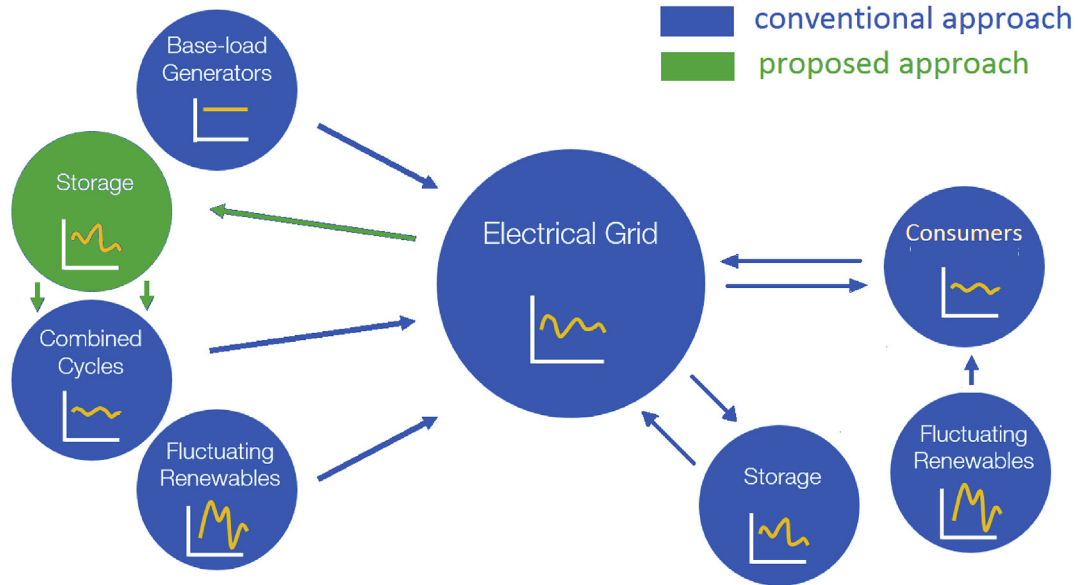 conventional approach
proposed approach
Base-load
Generators
Storage
Electrical Grid
Consumers
Combined
Cycles
Fluctuating
Renewables
Storage
Fluctuating
Renewables